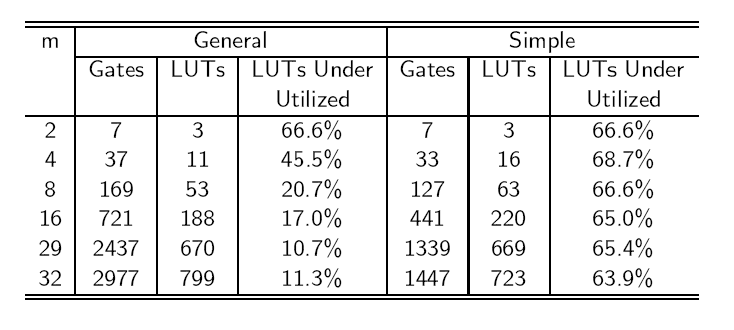 m General Simple
Gates LUTs LUTs Under Gates LUTs LUTs Under
Utilized Utilized
2 7 3 66.6% 7 3 66.6%
4 37 11 45.5% 33 16 68.7%
8 169 53 20.7% 127 63 66.6%
16 721 188 17.0% 441 220 65.0%
29 2437 670 10.7% 1339 669 65.4%
32 2977 799 11.3% 1447 723 63.9%